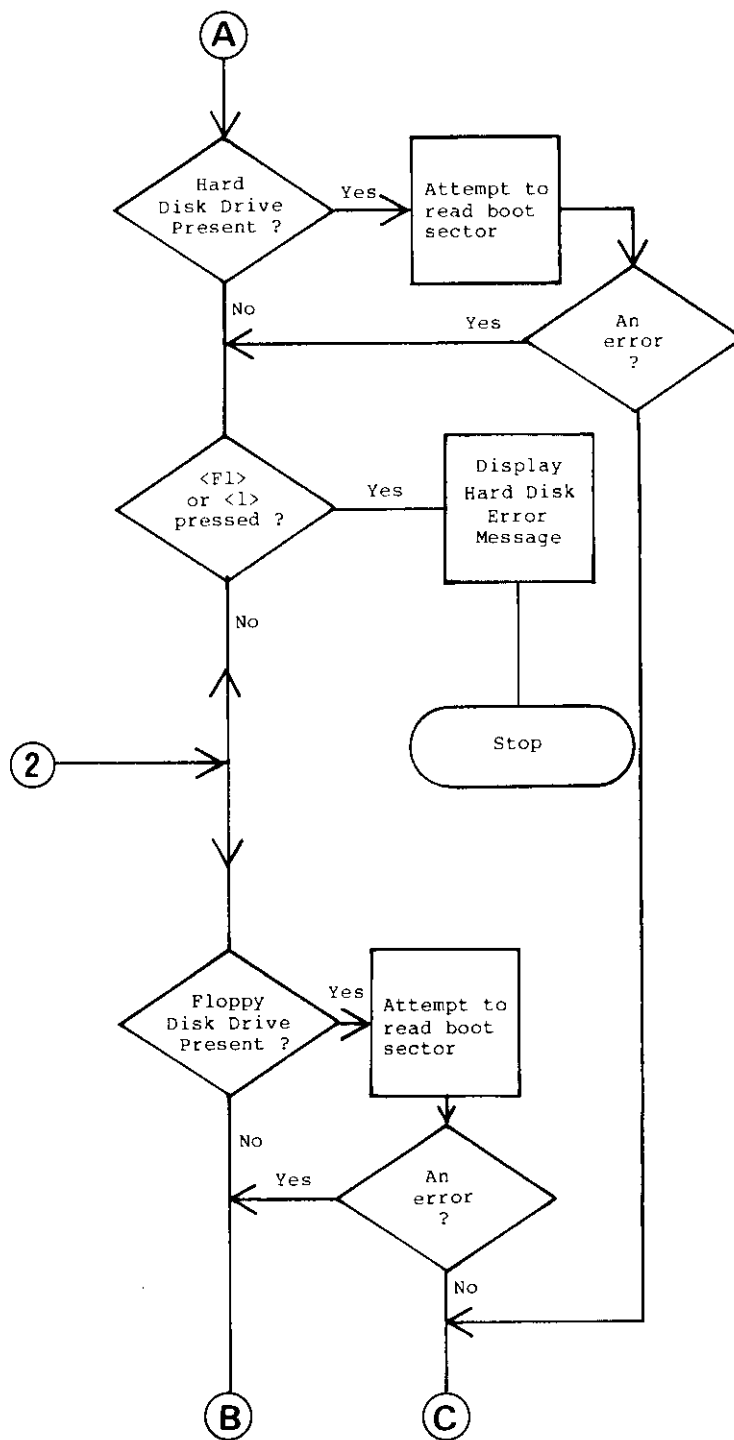 A
Hard
Disk Drive
Present ?
Yes
Attempt to
read boot
sector
No
Yes
An
error
?
<F1>
or <1>
pressed ?
Yes
Display
Hard Disk
Error
Message
No
Stop
2
Floppy
Disk Drive
Present ?
Yes
Attempt to
read boot
sector
No
Yes
An
error
?
No
B
C